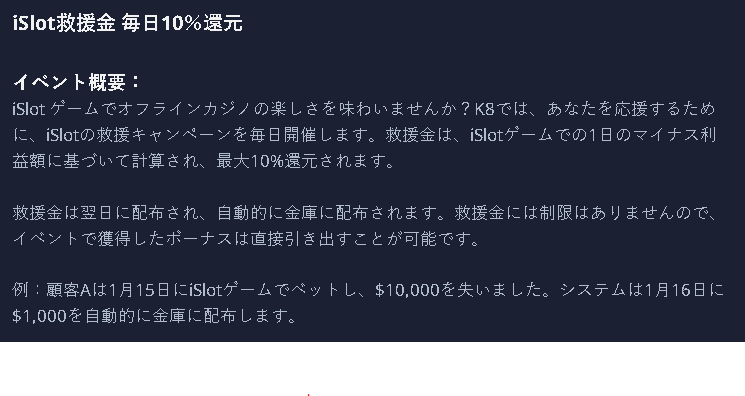 iSlot救援金 毎日10%還元
イベント概要：
iSlot ゲームでオフラインカジノの楽しさを味わいませんか？K8では、あなたを応援するため
に、iSlotの救援キャンペーンを毎日開催します。救援金は、iSlotゲームでの1日のマイナス利
益額に基づいて計算され、最大10%還元されます。
救援金は翌日に配布され、自動的に金庫に配布されます。救援金には制限はありませんので、
イベントで獲得したボーナスは直接引き出すことが可能です。
例：顧客Aは1月15日にiSlotゲームでベットし、$10,000を失いました。システムは1月16日に
$1,000を自動的に金庫に配布します。